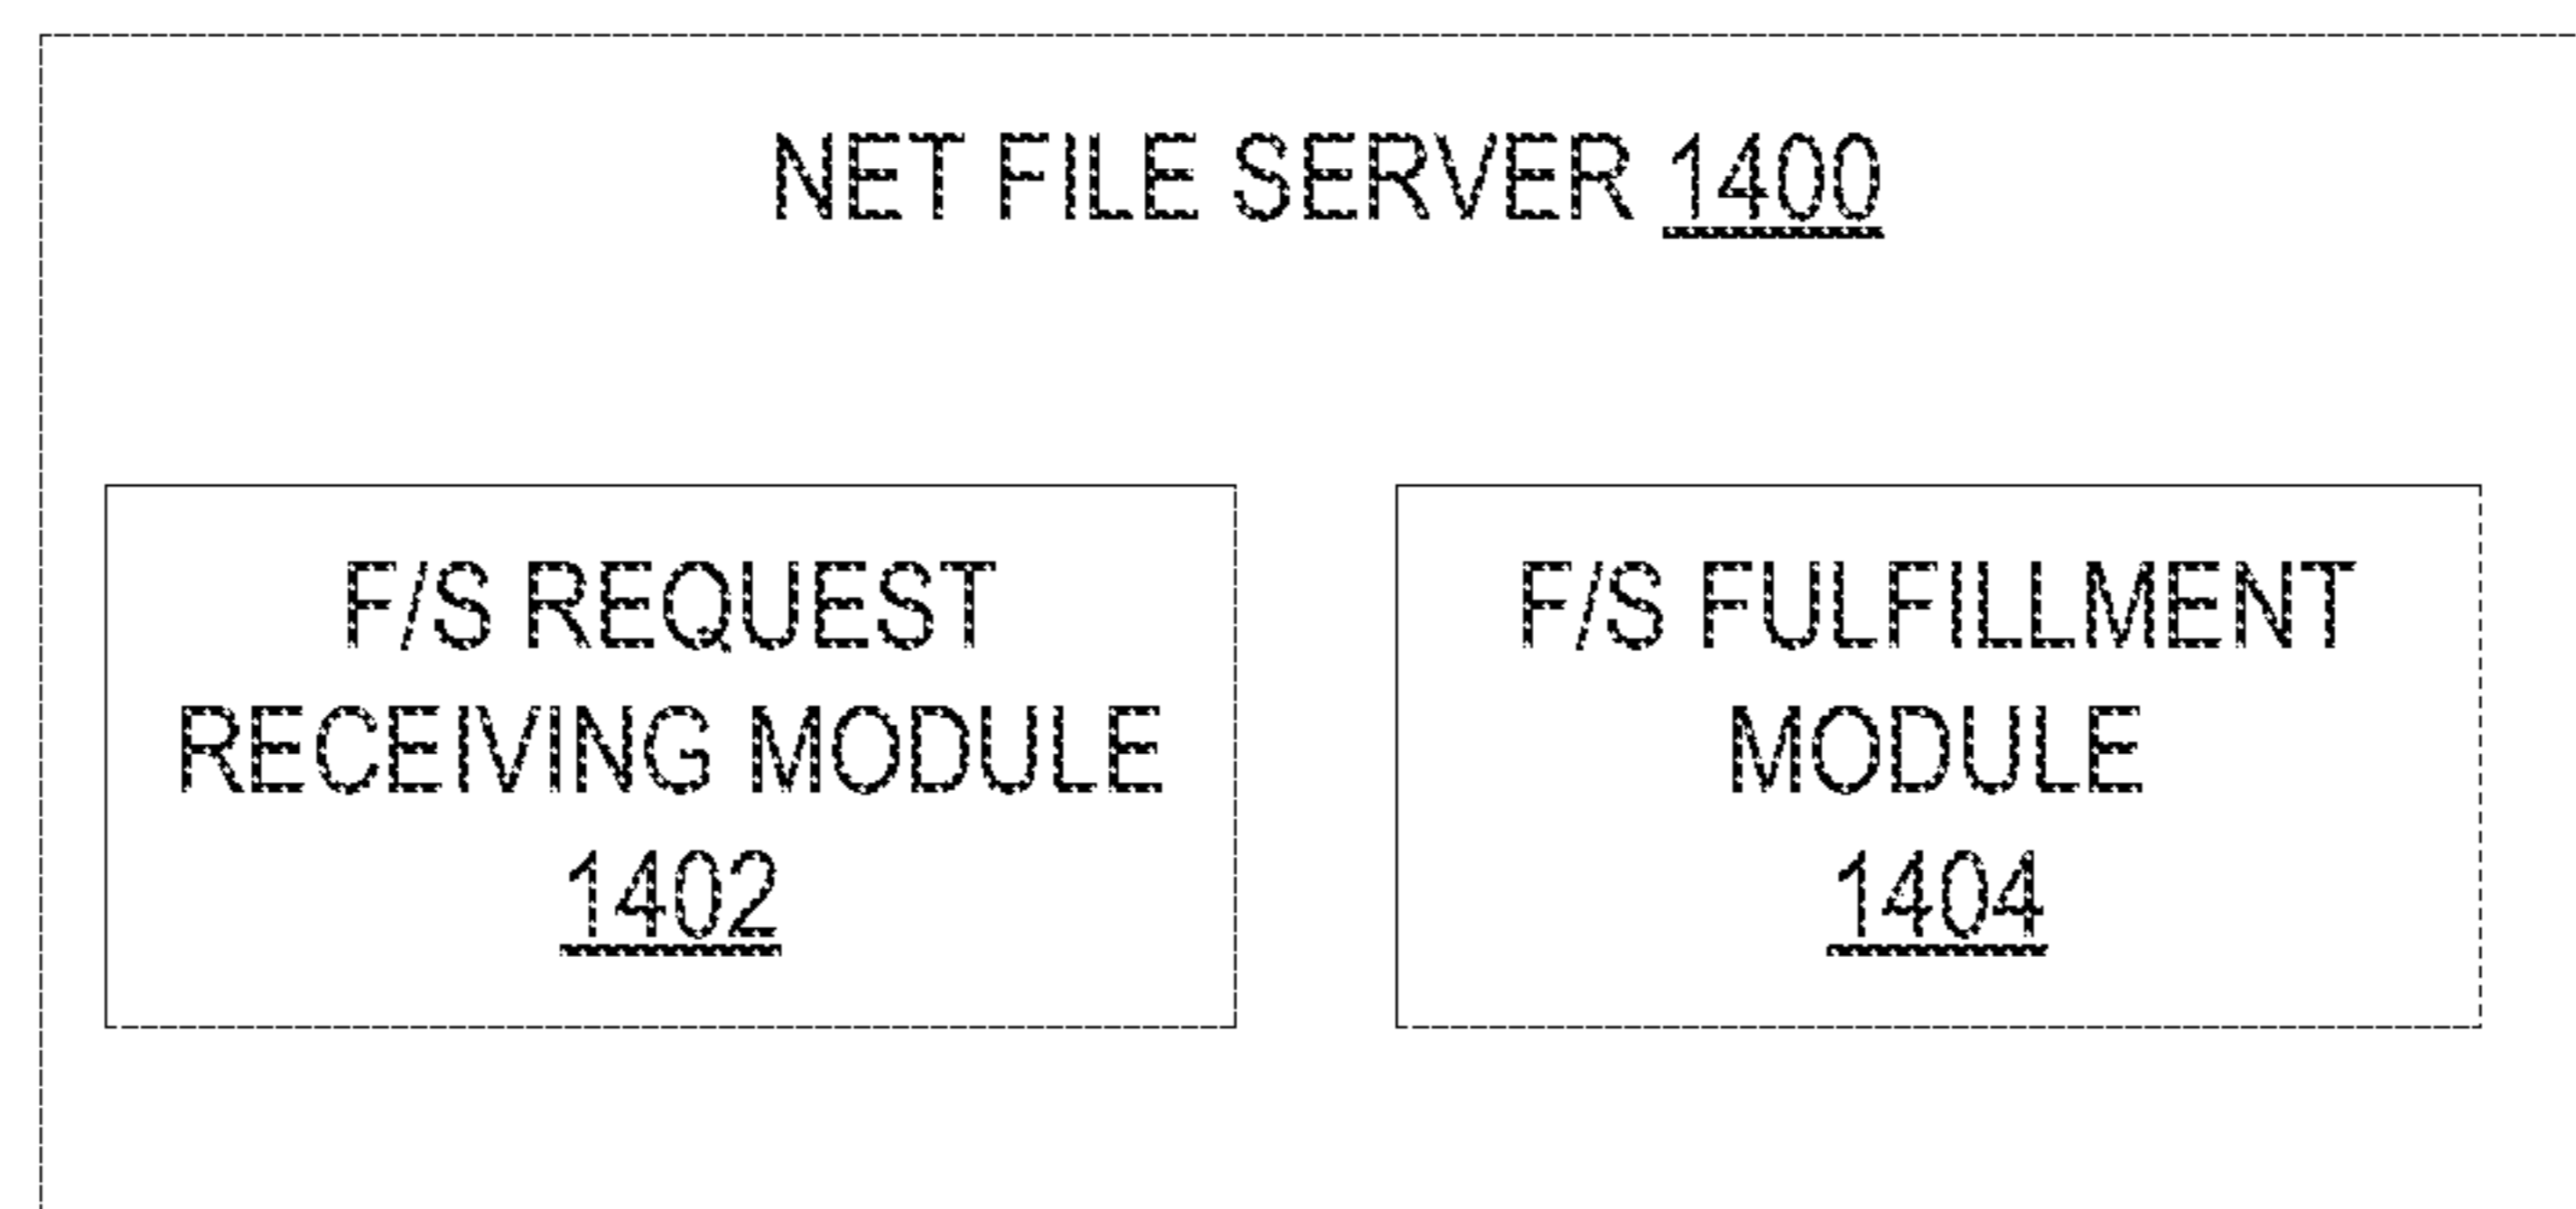 NET FILE SERVER 1400
F/S REQUEST
RECEIVING MODULE
1402
F/S FULFILLMENT
MODULE
1404